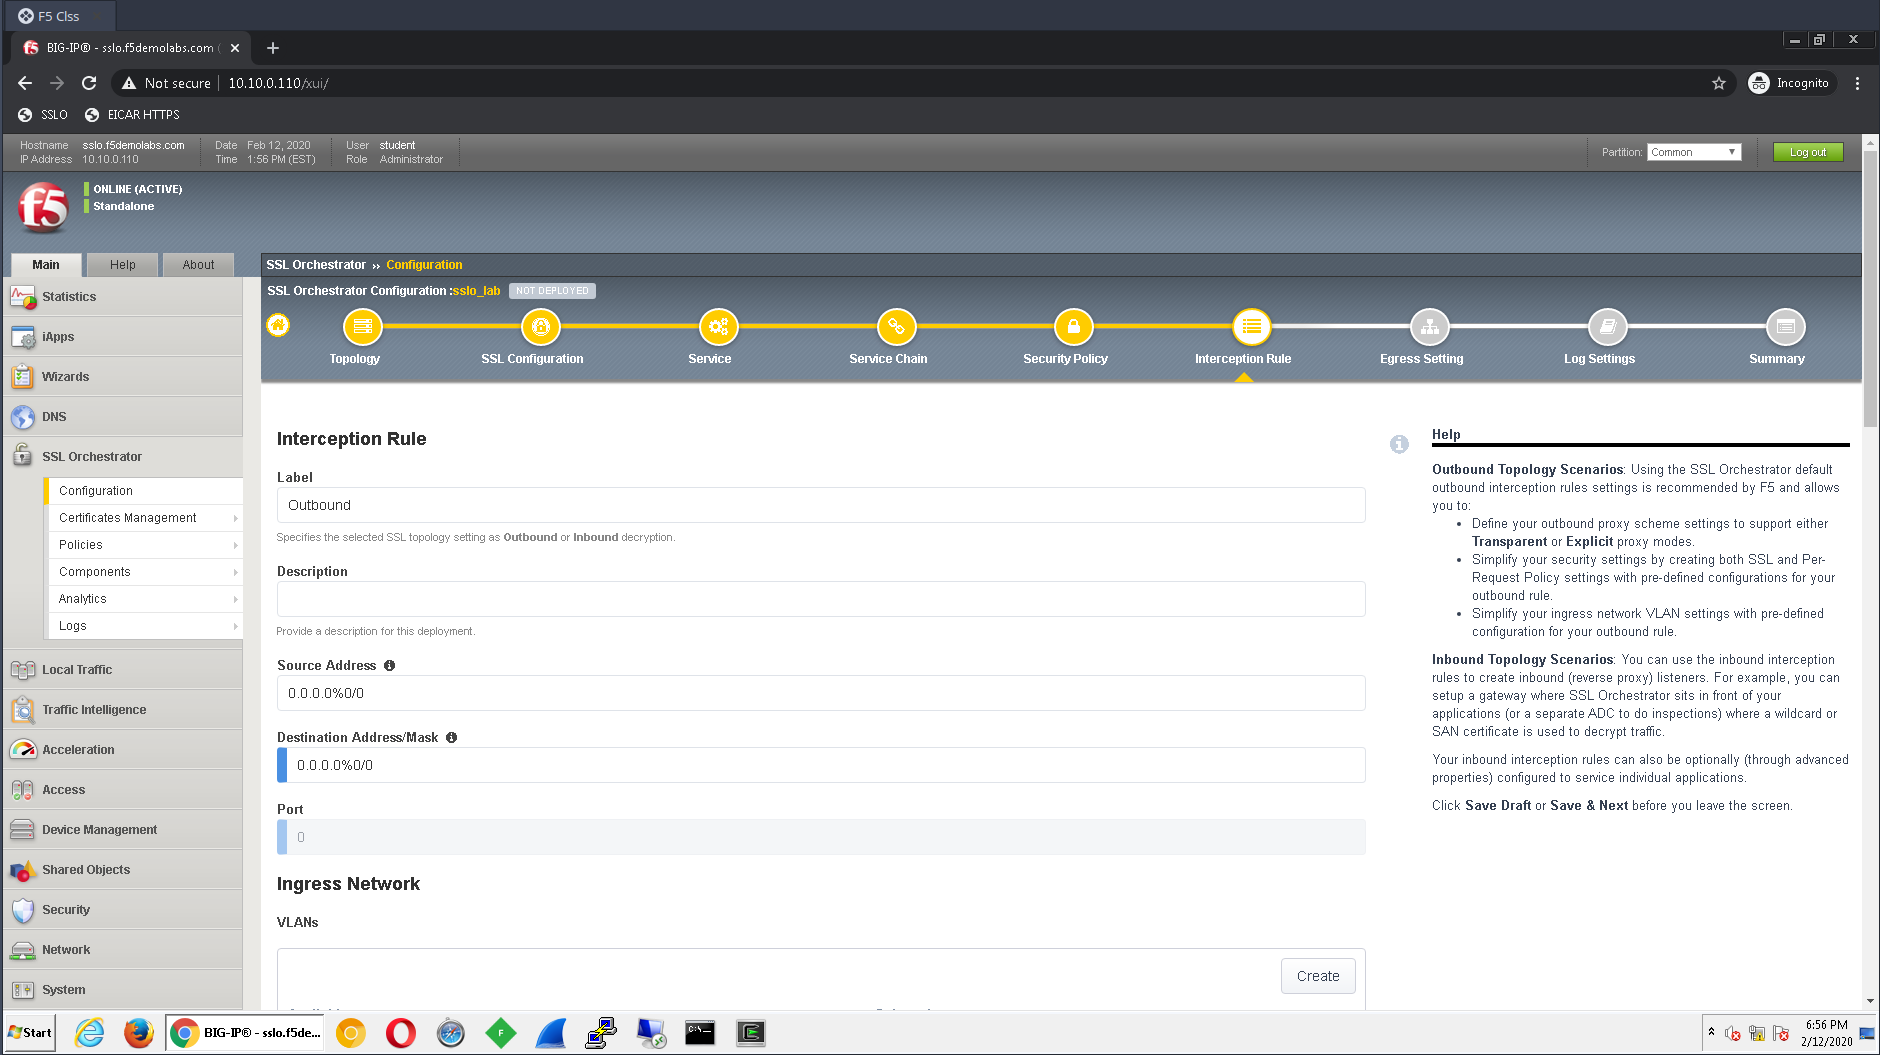 F5 Clss
BIG-IP® - sslo.f5demolabs.com (
Not secure
10.10.0.110/xui/
Incognito
SSLO
EICAR HTTPS
Hostname sslo.f5demolabs.com
IP Address 10.10.0.110
Date Feb 12, 2020
Time 1:56 PM (EST)
User student
Role Administrator
Partition: Common
Log out
f5
ONLINE (ACTIVE)
Standalone
Main
Help
About
Statistics
iApps
Wizards
DNS
SSL Orchestrator
Configuration
Certificates Management
Policies
Components
Analytics
Logs
Local Traffic
Traffic Intelligence
Acceleration
Access
Device Management
Shared Objects
Security
Network
System
SSL Orchestrator ›› Configuration
SSL Orchestrator Configuration :sslo_lab NOT DEPLOYED
Topology
SSL Configuration
Service
Service Chain
Security Policy
Interception Rule
Egress Setting
Log Settings
Summary
Interception Rule
Label
Outbound
Specifies the selected SSL topology setting as Outbound or Inbound decryption.
Description
Provide a description for this deployment.
Source Address
0.0.0.0%0/0
Destination Address/Mask
0.0.0.0%0/0
Port
0
Ingress Network
VLANs
Create
Help
Outbound Topology Scenarios: Using the SSL Orchestrator default
outbound interception rules settings is recommended by F5 and allows
you to:
• Define your outbound proxy scheme settings to support either
Transparent or Explicit proxy modes.
• Simplify your security settings by creating both SSL and Per-
Request Policy settings with pre-defined configurations for your
outbound rule.
• Simplify your ingress network VLAN settings with pre-defined
configuration for your outbound rule.
Inbound Topology Scenarios: You can use the inbound interception
rules to create inbound (reverse proxy) listeners. For example, you can
setup a gateway where SSL Orchestrator sits in front of your
applications (or a separate ADC to do inspections) where a wildcard or
SAN certificate is used to decrypt traffic.
Your inbound interception rules can also be optionally (through advanced
properties) configured to service individual applications.
Click Save Draft or Save & Next before you leave the screen.
Start
BIG-IP® - sslo.f5de...
6:56 PM
2/12/2020